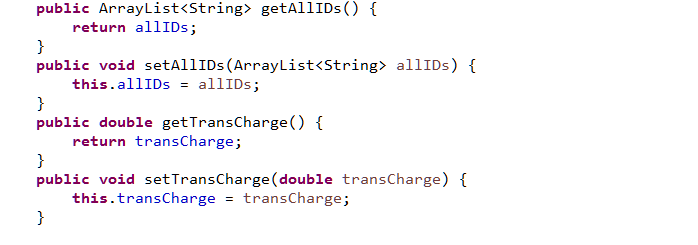 public ArrayList<String> getAllIDs() {
return allIDs;
}
public void setAllIDs(ArrayList<String> allIDs) {
this.allIDs = allIDs;
}
public double getTransCharge() {
return transCharge;
}
public void setTransCharge(double transCharge) {
this.transCharge = transCharge;
}